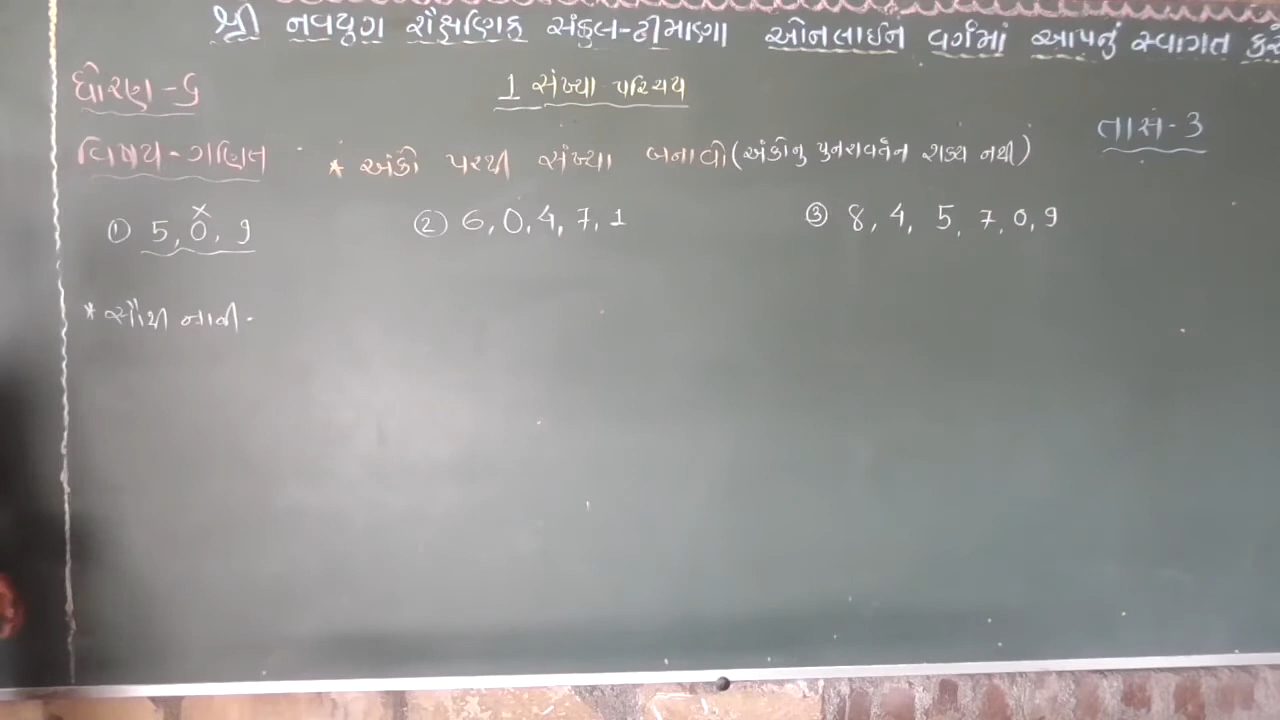 શ્રી નવયુગ શૈક્ષણિક સંકુલ-ઢીમાણા ઓનલાઈન વર્ગમાં આપનું સ્વાગત કરે
ધોરણ-૬
1 સંખ્યા પરિચય
તાસ-3
વિષય-ગણિત
* અંકો પરથી સંખ્યા બનાવો (અંકોનુ પુનરાવર્તન શક્ય નથી)
① 5, 0, 9
×
② 6, 0, 4, 7, 1
③ 8, 4, 5, 7, 0, 9
* સૌથી નાની.